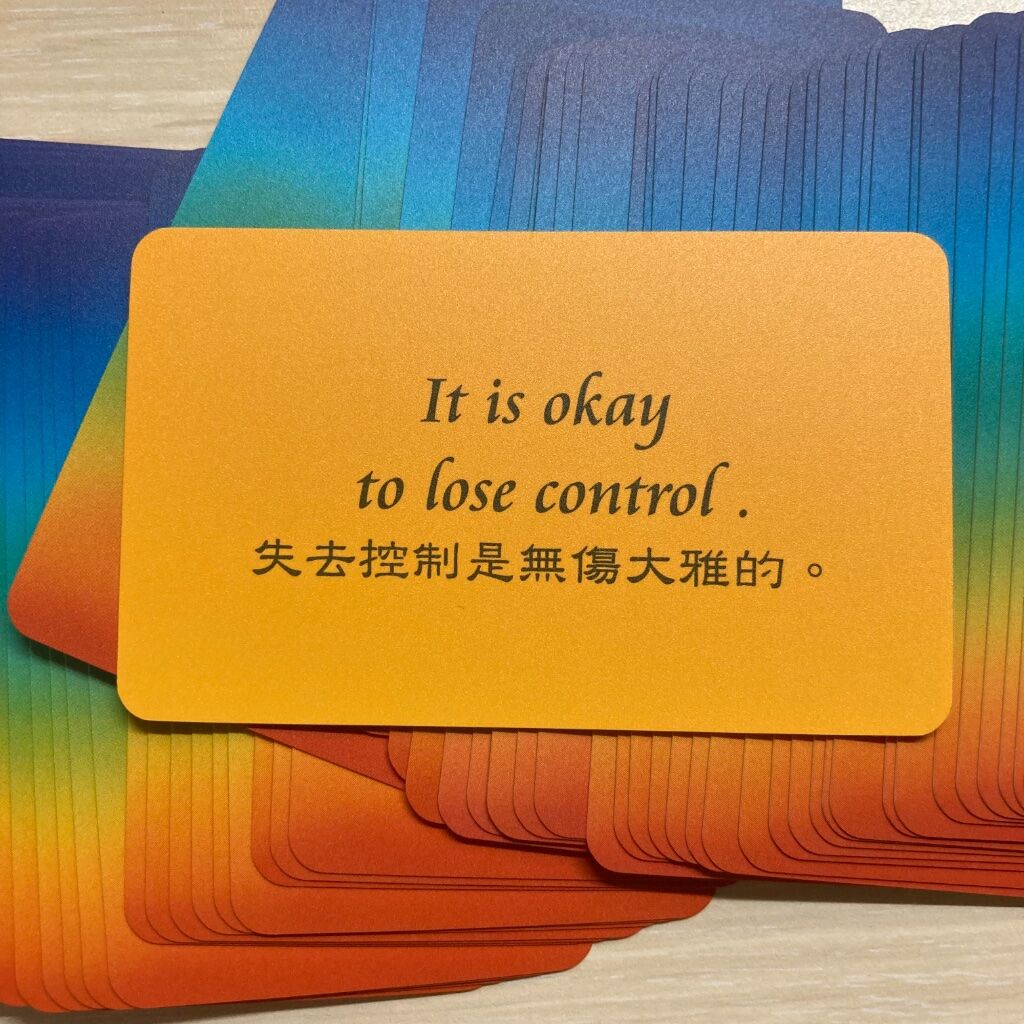 It is okay
to lose control .
失去控制是無傷大雅的。